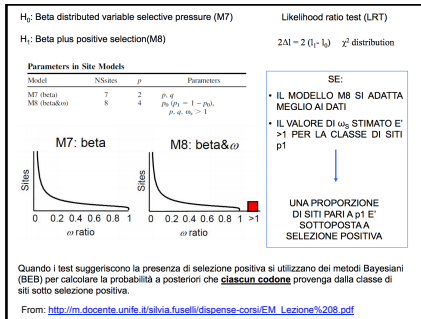 H0: Beta distributed variable selective pressure (M7)
H1: Beta plus positive selection(M8)
Likelihood ratio test (LRT)
2Δl = 2 (l1- l0) χ2 distribution
Parameters in Site Models
Model NSsites p Parameters
M7 (beta) 7 2 p, q
M8 (beta&ω) 8 4 p0 (p1 = 1 – p0),
p, q, ωs > 1
M7: beta
Sites
0 0.2 0.4 0.6 0.8 1
ω ratio
M8: beta&ω
Sites
0 0.2 0.4 0.6 0.8 1 >1
ω ratio
SE:
• IL MODELLO M8 SI ADATTA
MEGLIO AI DATI
• IL VALORE DI ωS STIMATO E'
>1 PER LA CLASSE DI SITI
p1
UNA PROPORZIONE
DI SITI PARI A p1 E'
SOTTOPOSTA A
SELEZIONE POSITIVA
Quando i test suggeriscono la presenza di selezione positiva si utilizzano dei metodi Bayesiani
(BEB) per calcolare la probabilità a posteriori che ciascun codone provenga dalla classe di
siti sotto selezione positiva.
From: http://m.docente.unife.it/silvia.fuselli/dispense-corsi/EM_Lezione%208.pdf